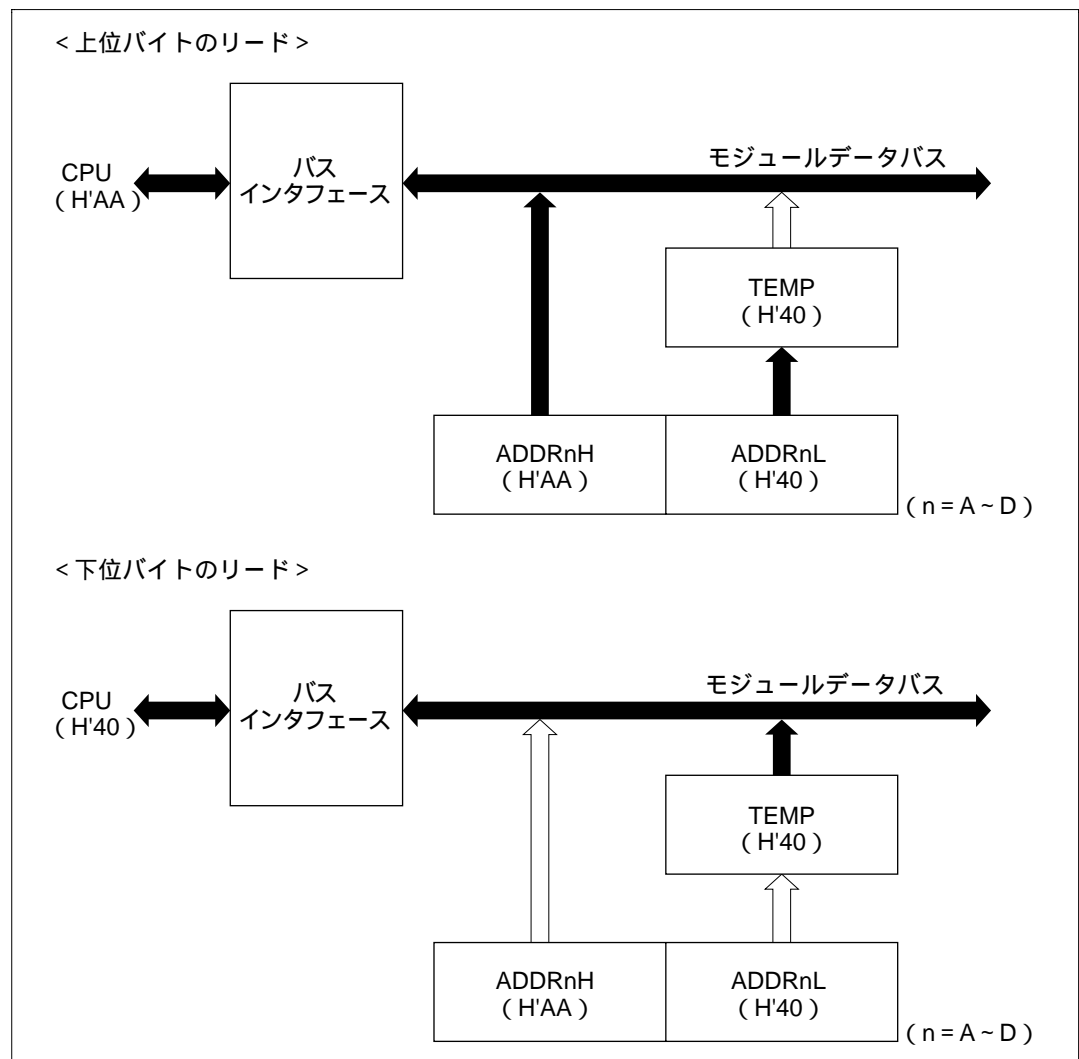 <上位バイトのリード>
CPU
(H'AA)
バス
インタフェース
モジュールデータバス
TEMP
(H'40)
ADDRnH
(H'AA)
ADDRnL
(H'40)
(n=A~D)
<下位バイトのリード>
CPU
(H'40)
バス
インタフェース
モジュールデータバス
TEMP
(H'40)
ADDRnH
(H'AA)
ADDRnL
(H'40)
(n=A~D)